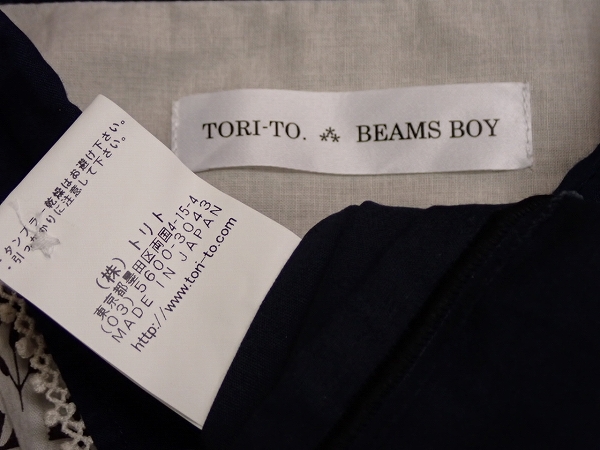 TORI-TO. ⁂ BEAMS BOY
・タンブラー乾燥はお避け下さい。
・引っかかりに注意して下さい。
(株)トリト
東京都墨田区両国4-15-4
(03)5600-3043
MADE IN JAPAN
http://www.tori-to.com